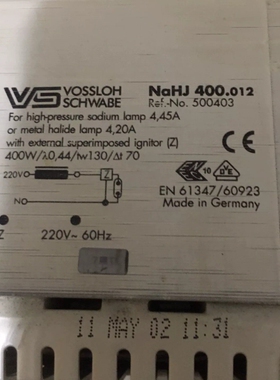 VS VOSSLOH NaHJ 400.012
SCHWABE Ref.-No. 500403
For high-pressure sodium lamp 4,45A
or metal halide lamp 4,20A
with external superimposed ignitor (Z)
400W/λ0,44/tw130/Δt 70
220V Z
N
10
VDE
EN 61347/60923
Made in Germany
Z 220V~ 60Hz
11 MAY 02 11:31